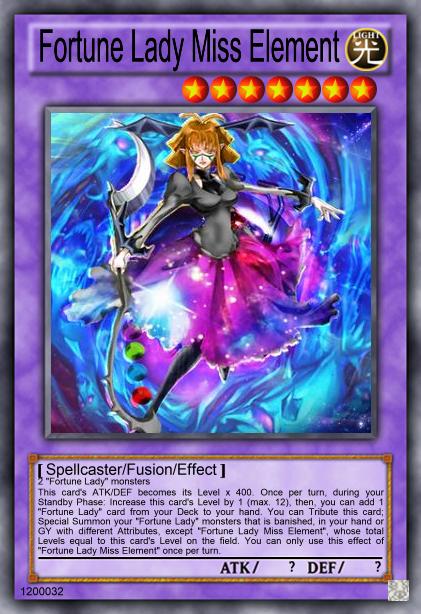 Fortune Lady Miss Element
LIGHT
光
[ Spellcaster/Fusion/Effect ]
2 "Fortune Lady" monsters
This card's ATK/DEF becomes its Level x 400. Once per turn, during your
Standby Phase: Increase this card's Level by 1 (max. 12), then, you can add 1
"Fortune Lady" card from your Deck to your hand. You can Tribute this card;
Special Summon your "Fortune Lady" monsters that is banished, in your hand or
GY with different Attributes, except "Fortune Lady Miss Element", whose total
Levels equal to this card's Level on the field. You can only use this effect of
"Fortune Lady Miss Element" once per turn.
ATK/ ? DEF/ ?
1200032